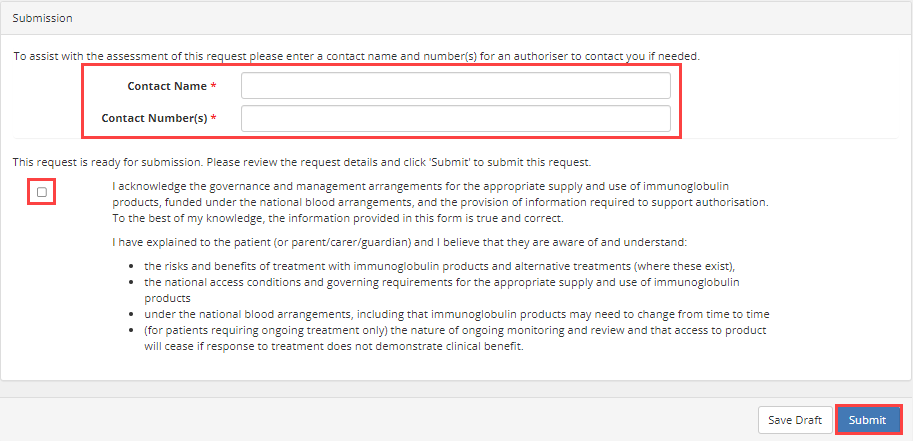 Submission
To assist with the assessment of this request please enter a contact name and number(s) for an authoriser to contact you if needed.
Contact Name *
Contact Number(s) *
This request is ready for submission. Please review the request details and click 'Submit' to submit this request.
I acknowledge the governance and management arrangements for the appropriate supply and use of immunoglobulin
products, funded under the national blood arrangements, and the provision of information required to support authorisation.
To the best of my knowledge, the information provided in this form is true and correct.
I have explained to the patient (or parent/carer/guardian) and I believe that they are aware of and understand:
• the risks and benefits of treatment with immunoglobulin products and alternative treatments (where these exist),
• the national access conditions and governing requirements for the appropriate supply and use of immunoglobulin
products
• under the national blood arrangements, including that immunoglobulin products may need to change from time to time
• (for patients requiring ongoing treatment only) the nature of ongoing monitoring and review and that access to product
will cease if response to treatment does not demonstrate clinical benefit.
Save Draft
Submit